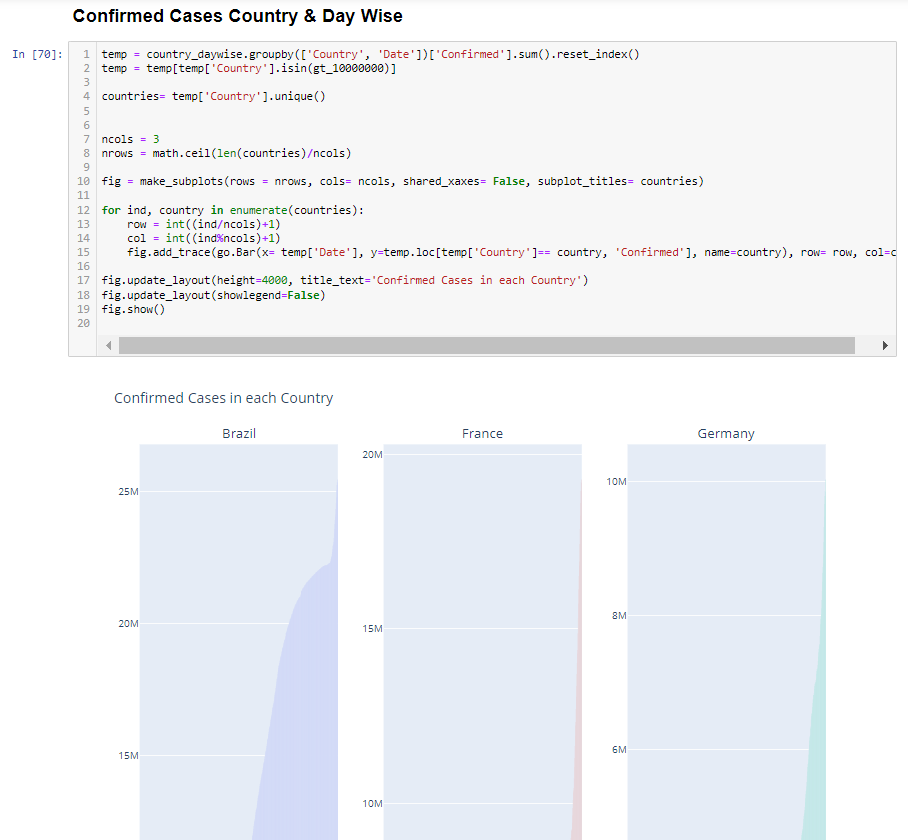 Confirmed Cases Country & Day Wise
In [70]:
1 temp = country_daywise.groupby(['Country', 'Date'])['Confirmed'].sum().reset_index()
2 temp = temp[temp['Country'].isin(gt_10000000)]
3
4 countries= temp['Country'].unique()
5
6
7 ncols = 3
8 nrows = math.ceil(len(countries)/ncols)
9
10 fig = make_subplots(rows = nrows, cols= ncols, shared_xaxes= False, subplot_titles= countries)
11
12 for ind, country in enumerate(countries):
13     row = int((ind/ncols)+1)
14     col = int((ind%ncols)+1)
15     fig.add_trace(go.Bar(x= temp['Date'], y=temp.loc[temp['Country']== country, 'Confirmed'], name=country), row= row, col=c
16
17 fig.update_layout(height=4000, title_text='Confirmed Cases in each Country')
18 fig.update_layout(showlegend=False)
19 fig.show()
20
Confirmed Cases in each Country
Brazil France Germany
20M
10M
25M
8M
20M
15M
6M
15M
10M